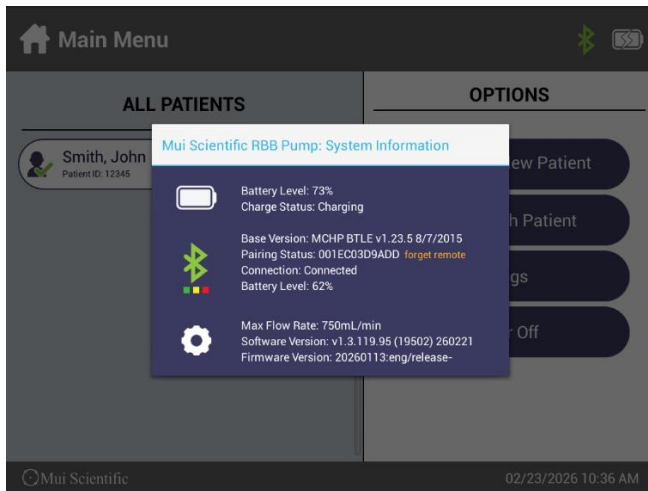 Main Menu
ALL PATIENTS
OPTIONS
Smith, John
Patient ID: 12345
ew Patient
h Patient
gs
Off
Mui Scientific RBB Pump: System Information
Battery Level: 73%
Charge Status: Charging
Base Version: MCHP BTLE v1.23.5 8/7/2015
Pairing Status: 001EC03D9ADD forget remote
Connection: Connected
Battery Level: 62%
Max Flow Rate: 750mL/min
Software Version: v1.3.119.95 (19502) 260221
Firmware Version: 20260113:eng/release-
Mui Scientific
02/23/2026 10:36 AM